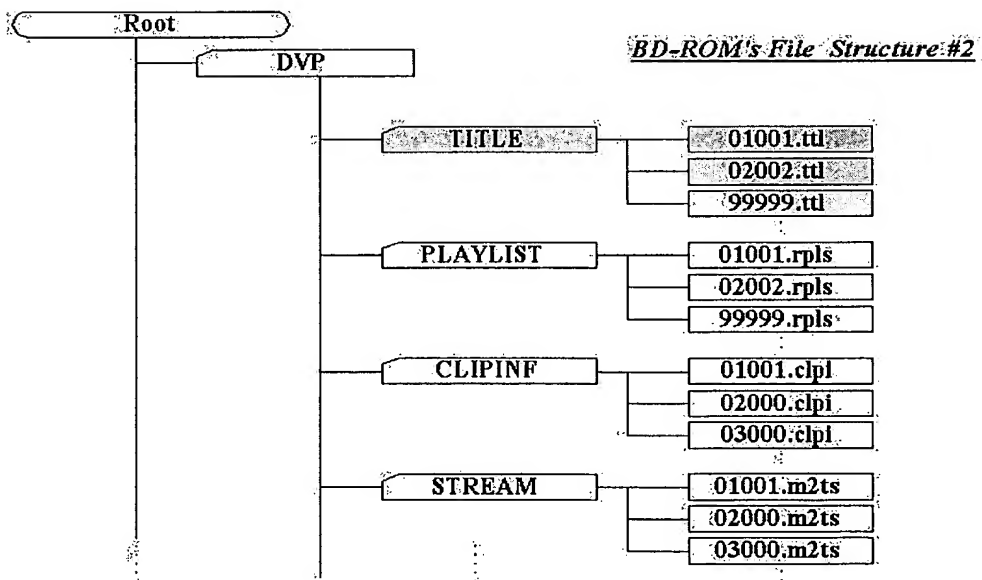 Root
BD-ROM's File Structure #2
DVP
TITLE
01001.ttl
02002.ttl
99999.ttl
PLAYLIST
01001.rpls
02002.rpls
99999.rpls
CLIPINF
01001.clpi
02000.clpi
03000.clpi
STREAM
01001.m2ts
02000.m2ts
03000.m2ts